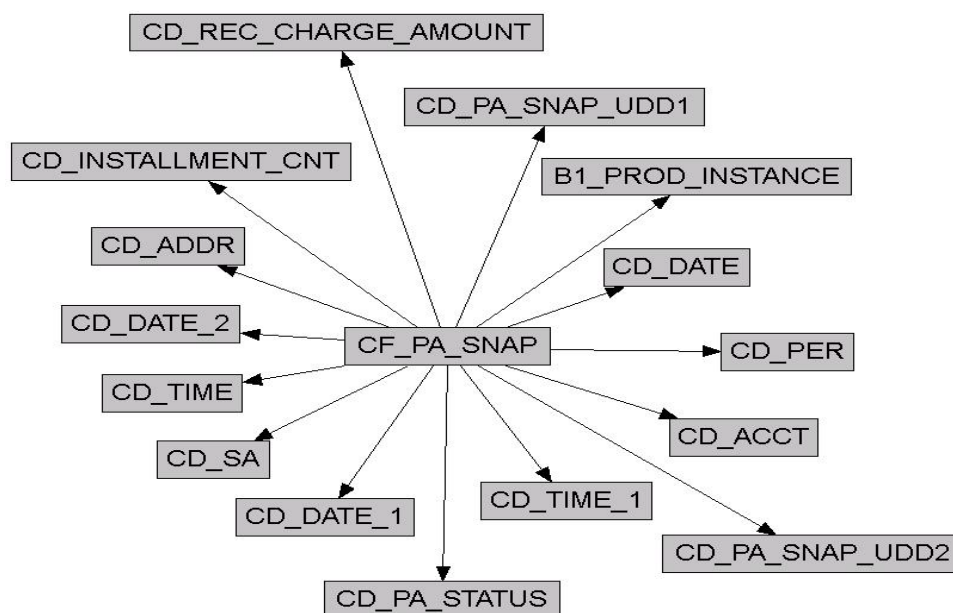 CD_REC_CHARGE_AMOUNT
CD_PA_SNAP_UDD1
CD_INSTALLMENT_CNT
B1_PROD_INSTANCE
CD_ADDR
CD_DATE
CD_DATE_2
CF_PA_SNAP
CD_PER
CD_TIME
CD_ACCT
CD_SA
CD_TIME_1
CD_DATE_1
CD_PA_SNAP_UDD2
CD_PA_STATUS